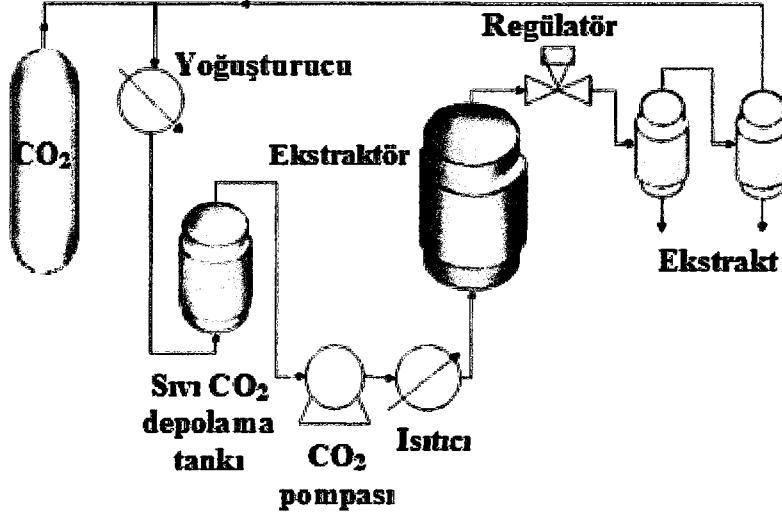 Regülatör
Yoğuşturucu
CO₂
Ekstraktör
Ekstrakt
Sıvı CO₂
depolama
tankı
CO₂
pompası
Isıtıcı